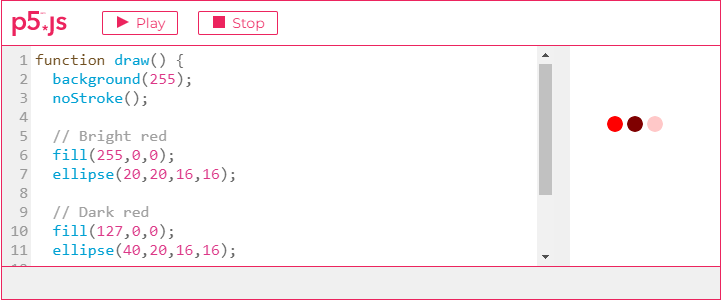 p5.js
Play
Stop
1 function draw() {
2 background(255);
3 noStroke();
4
5 // Bright red
6 fill(255,0,0);
7 ellipse(20,20,16,16);
8
9 // Dark red
10 fill(127,0,0);
11 ellipse(40,20,16,16);